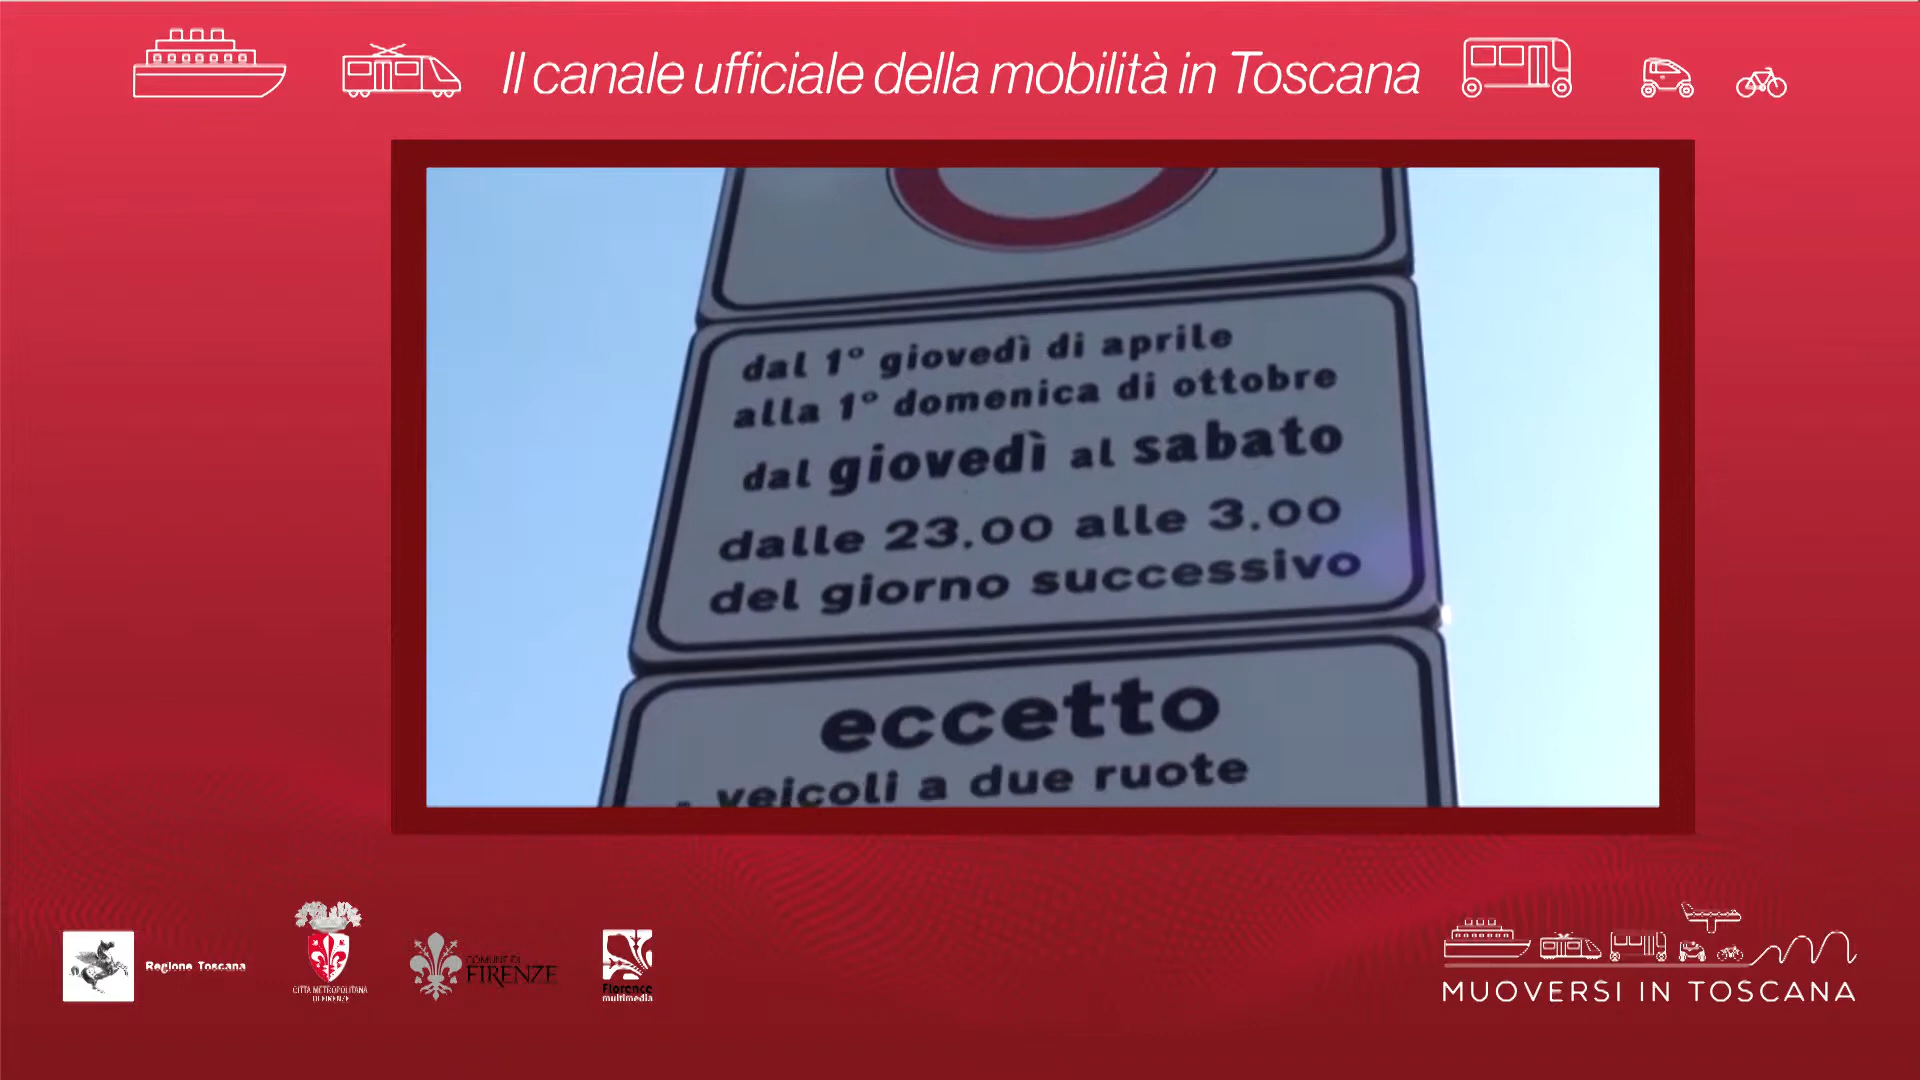 Il canale ufficiale della mobilità in Toscana
dal 1° giovedì di aprile
alla 1° domenica di ottobre
dal giovedì al sabato
dalle 23.00 alle 3.00
del giorno successivo
eccetto
veicoli a due ruote
Regione Toscana
CITTÀ METROPOLITANA
DI FIRENZE
COMUNE DI
FIRENZE
Florence
multimedia
MUOVERSI IN TOSCANA